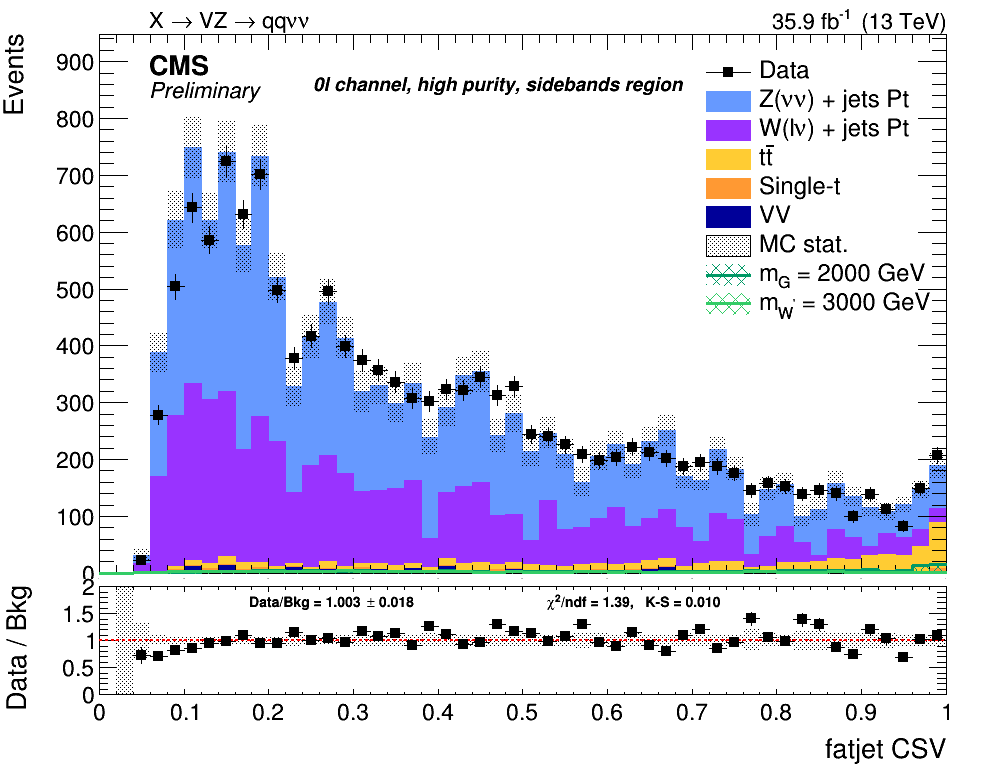 X → VZ → qqνν
35.9 fb⁻¹ (13 TeV)
Events
CMS
Preliminary
0l channel, high purity, sidebands region
Data
Z(νν) + jets Pt
W(lν) + jets Pt
tt̄
Single-t
VV
MC stat.
m_G = 2000 GeV
m_W' = 3000 GeV
900
800
700
600
500
400
300
200
100
0
Data / Bkg
Data/Bkg = 1.003 ± 0.018
χ²/ndf = 1.39, K-S = 0.010
2
1.5
1
0.5
0
0 0.1 0.2 0.3 0.4 0.5 0.6 0.7 0.8 0.9 1
fatjet CSV